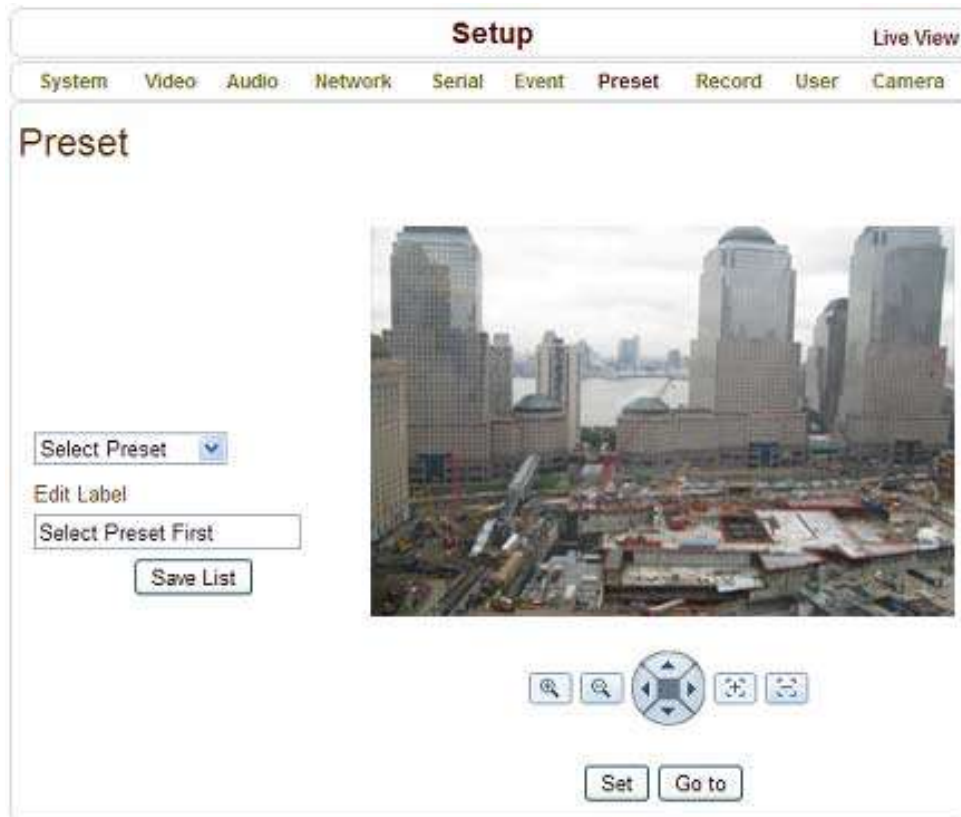 Setup
Live View
System Video Audio Network Serial Event Preset Record User Camera
Preset
Select Preset
Edit Label
Select Preset First
Save List
Set Go to